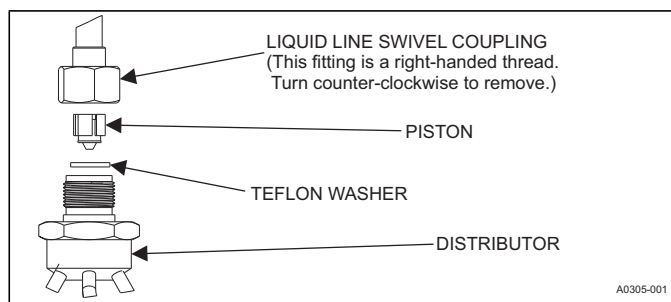 LIQUID LINE SWIVEL COUPLING
(This fitting is a right-handed thread.
Turn counter-clockwise to remove.)
PISTON
TEFLON WASHER
DISTRIBUTOR
A0305-001